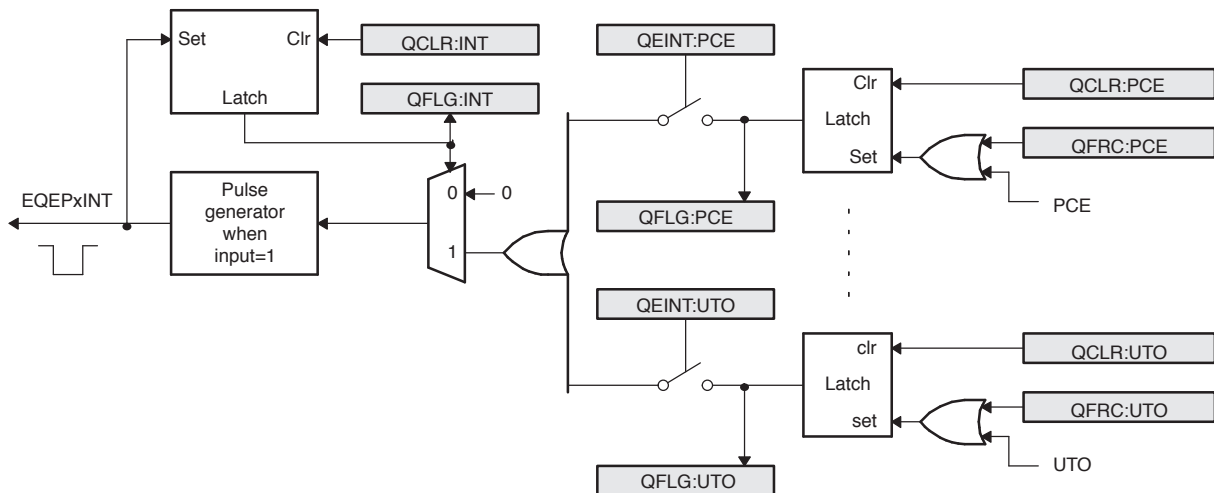 Set
Clr
Latch
QCLR:INT
QFLG:INT
EQEPxINT
Pulse
generator
when
input=1
0
0
1
QEINT:PCE
QFLG:PCE
Clr
Latch
Set
QCLR:PCE
QFRC:PCE
PCE
QEINT:UTO
QFLG:UTO
clr
Latch
set
QCLR:UTO
QFRC:UTO
UTO